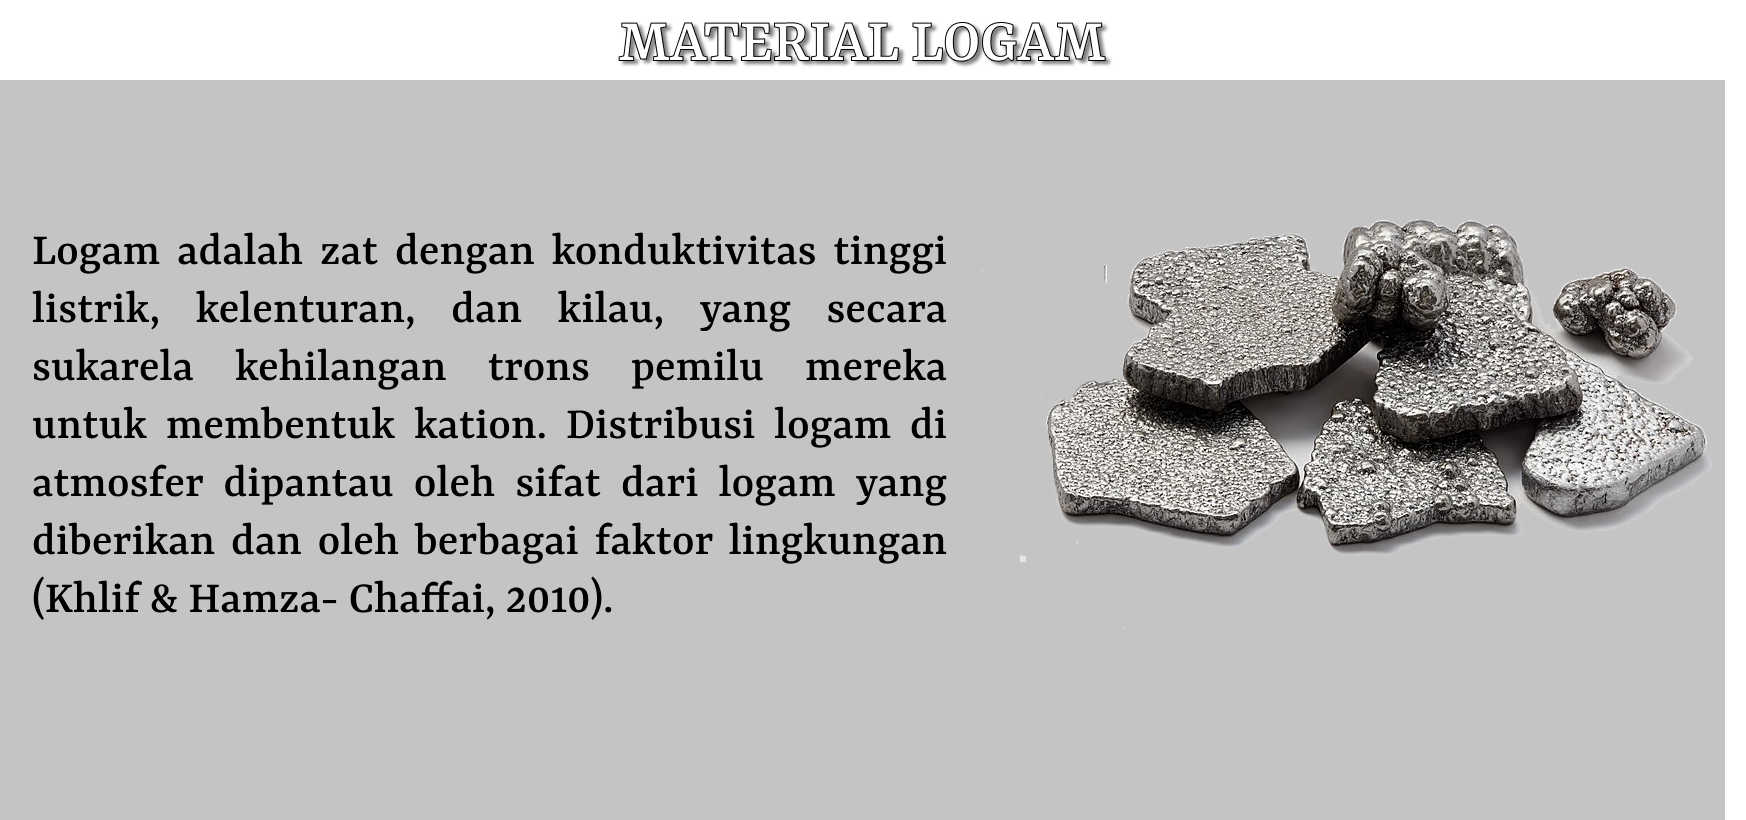 MATERIAL LOGAM
Logam adalah zat dengan konduktivitas tinggi
listrik, kelenturan, dan kilau, yang secara
sukarela kehilangan trons pemilu mereka
untuk membentuk kation. Distribusi logam di
atmosfer dipantau oleh sifat dari logam yang
diberikan dan oleh berbagai faktor lingkungan
(Khlif & Hamza- Chaffai, 2010).